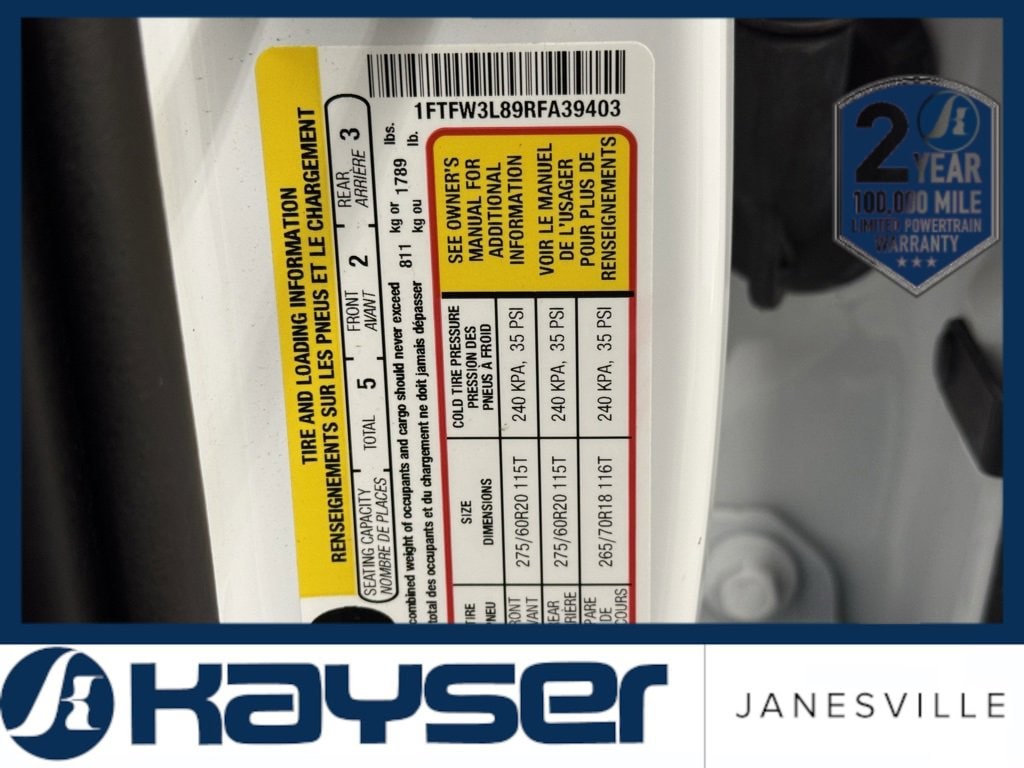 1FTFW3L89RFA39403
TIRE AND LOADING INFORMATION
RENSEIGNEMENTS SUR LES PNEUS ET LE CHARGEMENT
SEATING CAPACITY TOTAL 5 FRONT 2 REAR 3
NOMBRE DE PLACES AVANT ARRIÈRE
combined weight of occupants and cargo should never exceed 811 kg or 1789 lbs.
total des occupants et du chargement ne doit jamais dépasser kg ou lb.
TIRE SIZE COLD TIRE PRESSURE
PNEU DIMENSIONS PRESSION DES
PNEUS À FROID
275/60R20 115T 240 KPA, 35 PSI
275/60R20 115T 240 KPA, 35 PSI
265/70R18 116T 240 KPA, 35 PSI
SEE OWNER'S
MANUAL FOR
ADDITIONAL
INFORMATION
VOIR LE MANUEL
DE L'USAGER
POUR PLUS DE
RENSEIGNEMENTS
2 YEAR
100,000 MILE
LIMITED POWERTRAIN
WARRANTY
Kayser
JANESVILLE